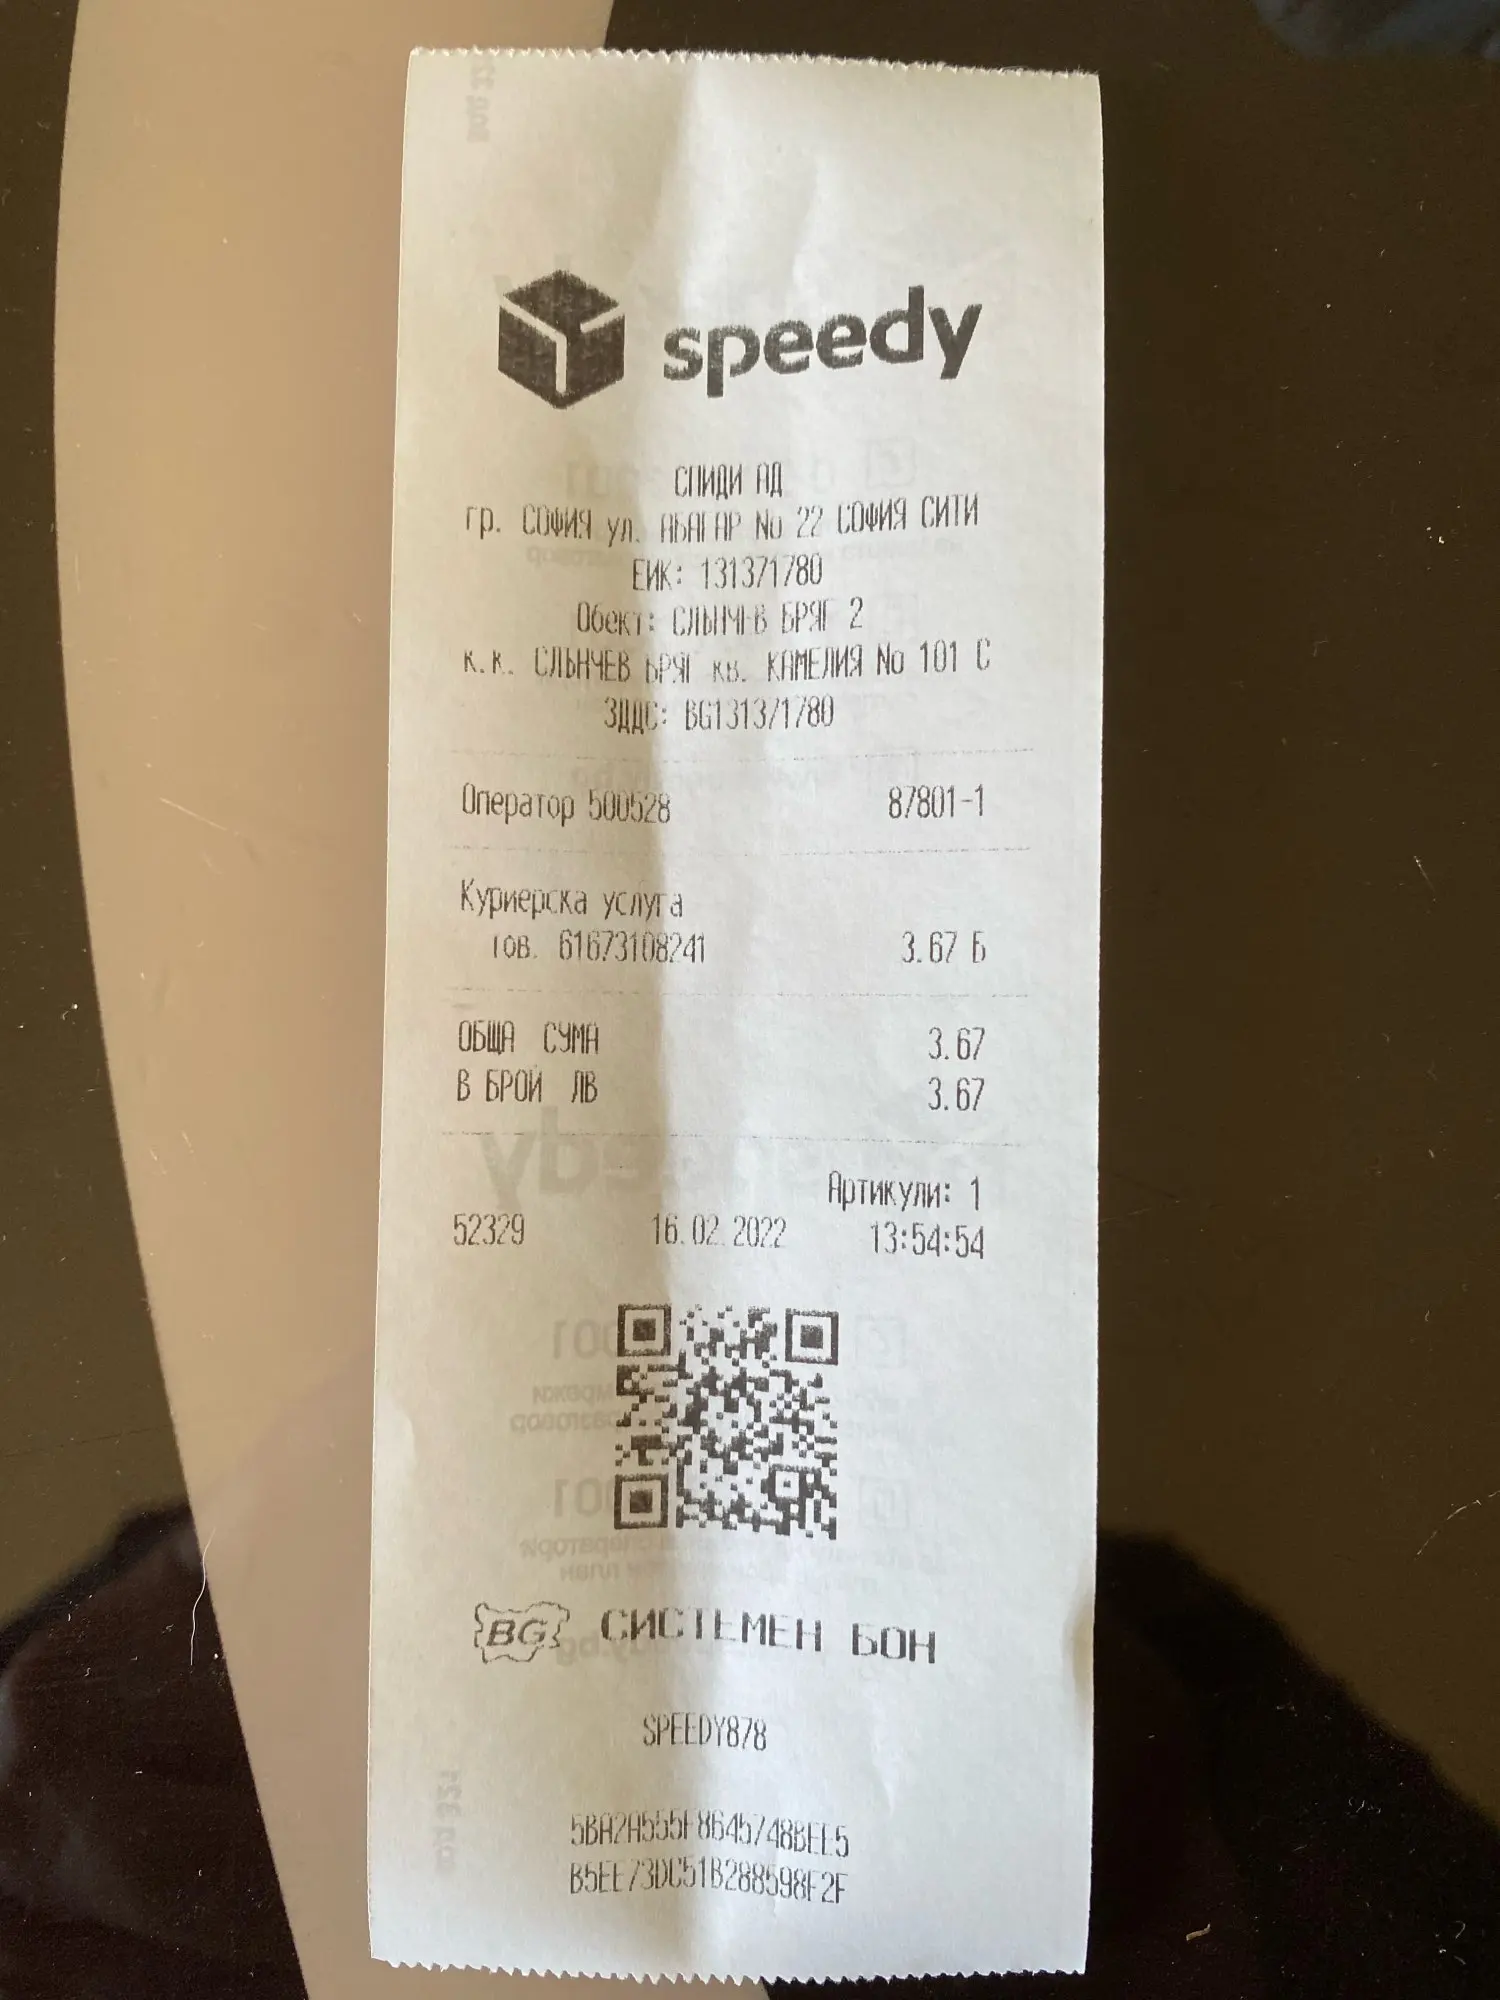 speedy
СПИДИ АД
гр. СОФИЯ ул. АБАГАР No 22 СОФИЯ СИТИ
ЕИК: 131371780
Обект: СЛЪНЧЕВ БРЯГ 2
к.к. СЛЪНЧЕВ БРЯГ кв. КАМЕЛИЯ No 101 С
ЗДДС: BG131371780
Оператор 500528 87801-1
Куриерска услуга
тов. 61673108241 3.67 Б
ОБЩА СУМА 3.67
В БРОЙ ЛВ 3.67
Артикули: 1
52329 16.02.2022 13:54:54
BG СИСТЕМЕН БОН
SPEEDY878
5BA2A555F8645748BEE5
B5EE73DC51B288598F2F